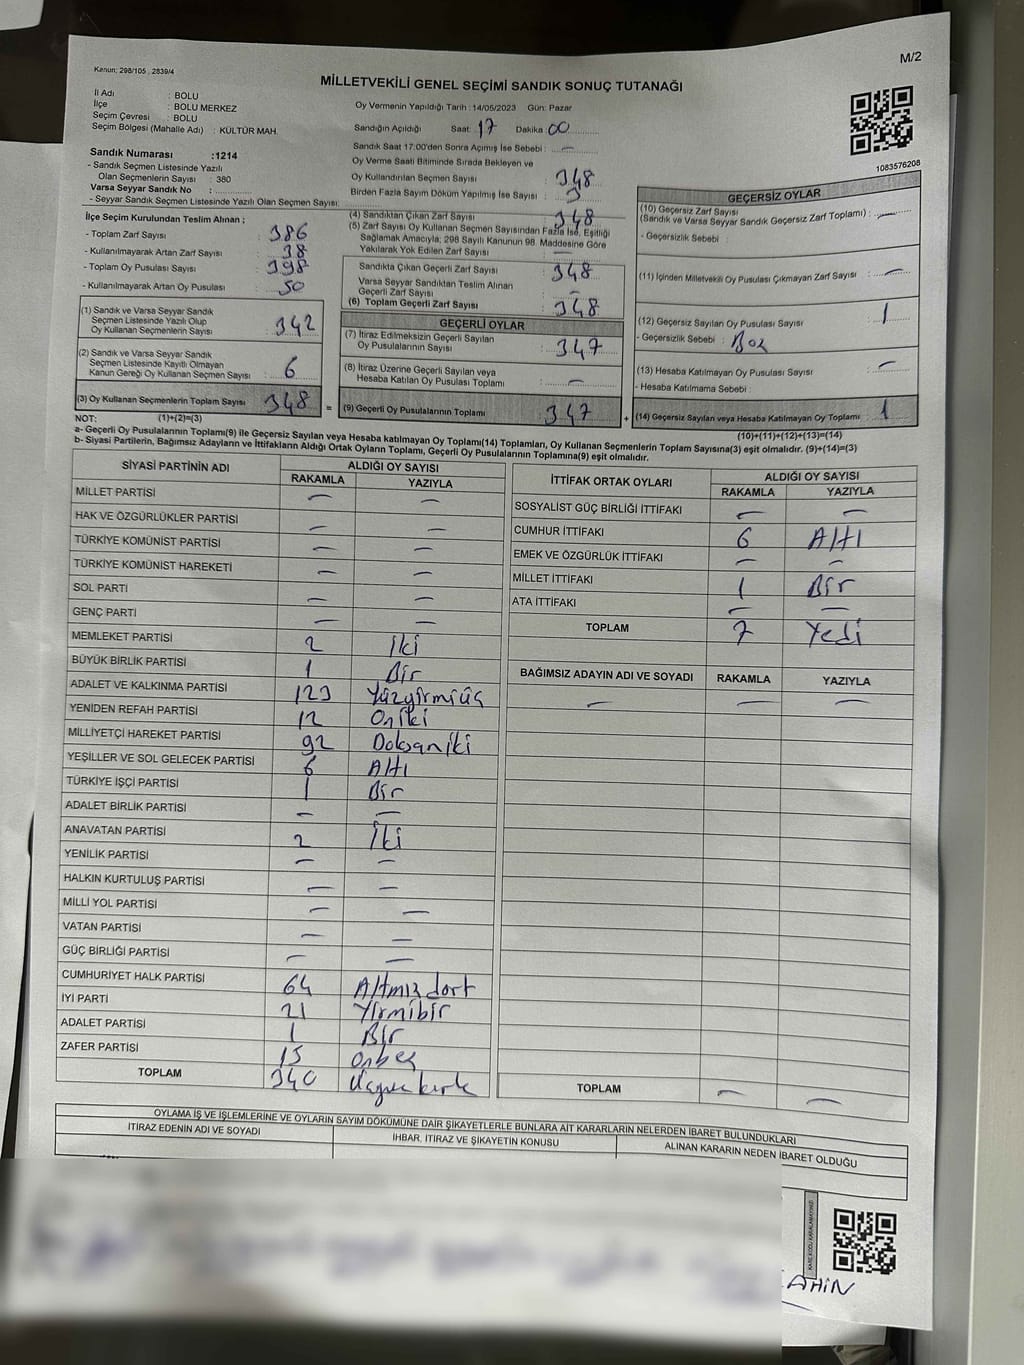 M/2
Kanun: 298/105 , 2839/4
MİLLETVEKİLİ GENEL SEÇİMİ SANDIK SONUÇ TUTANAĞI
İl Adı : BOLU
İlçe : BOLU MERKEZ
Seçim Çevresi : BOLU
Seçim Bölgesi (Mahalle Adı) : KÜLTÜR MAH.
Oy Vermenin Yapıldığı Tarih : 14/05/2023 Gün: Pazar
Sandığın Açıldığı Saat: 17 Dakika 00
Sandık Saat 17:00'den Sonra Açılmış İse Sebebi : —
1083576208
Sandık Numarası :1214
- Sandık Seçmen Listesinde Yazılı
Olan Seçmenlerin Sayısı : 380
Varsa Seyyar Sandık No :
- Seyyar Sandık Seçmen Listesinde Yazılı Olan Seçmen Sayısı:
Oy Verme Saati Bitiminde Sırada Bekleyen ve
Oy Kullandırılan Seçmen Sayısı : 348
Birden Fazla Sayım Döküm Yapılmış İse Sayısı :
İlçe Seçim Kurulundan Teslim Alınan ;
- Toplam Zarf Sayısı : 386
- Kullanılmayarak Artan Zarf Sayısı : 38
- Toplam Oy Pusulası Sayısı : 398
- Kullanılmayarak Artan Oy Pusulası : 50
(1) Sandık ve Varsa Seyyar Sandık
Seçmen Listesinde Yazılı Olup
Oy Kullanan Seçmenlerin Sayısı : 342
(2) Sandık ve Varsa Seyyar Sandık
Seçmen Listesinde Kayıtlı Olmayan
Kanun Gereği Oy Kullanan Seçmen Sayısı : 6
(3) Oy Kullanan Seçmenlerin Toplam Sayısı : 348
(1)+(2)=(3)
(4) Sandıktan Çıkan Zarf Sayısı : 348
(5) Zarf Sayısı Oy Kullanan Seçmen Sayısından Fazla İse, Eşitliği
Sağlamak Amacıyla; 298 Sayılı Kanunun 98. Maddesine Göre
Yakılarak Yok Edilen Zarf Sayısı : —
Sandıkta Çıkan Geçerli Zarf Sayısı : 348
Varsa Seyyar Sandıktan Teslim Alınan
Geçerli Zarf Sayısı : —
(6) Toplam Geçerli Zarf Sayısı : 348
GEÇERLİ OYLAR
(7) İtiraz Edilmeksizin Geçerli Sayılan
Oy Pusulalarının Sayısı : 347
(8) İtiraz Üzerine Geçerli Sayılan veya
Hesaba Katılan Oy Pusulası Toplamı : —
= (9) Geçerli Oy Pusulalarının Toplamı 347
GEÇERSİZ OYLAR
(10) Geçersiz Zarf Sayısı
(Sandık ve Varsa Seyyar Sandık Geçersiz Zarf Toplamı) : —
- Geçersizlik Sebebi :
(11) İçinden Milletvekili Oy Pusulası Çıkmayan Zarf Sayısı : —
(12) Geçersiz Sayılan Oy Pusulası Sayısı : 1
- Geçersizlik Sebebi : Boş
(13) Hesaba Katılmayan Oy Pusulası Sayısı : —
- Hesaba Katılmama Sebebi :
+ (14) Geçersiz Sayılan veya Hesaba Katılmayan Oy Toplamı : 1
(10)+(11)+(12)+(13)=(14)
NOT:
a- Geçerli Oy Pusulalarının Toplamı(9) ile Geçersiz Sayılan veya Hesaba katılmayan Oy Toplamı(14) Toplamları, Oy Kullanan Seçmenlerin Toplam Sayısına(3) eşit olmalıdır. (9)+(14)=(3)
b- Siyasi Partilerin, Bağımsız Adayların ve İttifakların Aldığı Ortak Oyların Toplamı, Geçerli Oy Pusulalarının Toplamına(9) eşit olmalıdır.
SİYASİ PARTİNİN ADI ALDIĞI OY SAYISI
RAKAMLA YAZIYLA
MİLLET PARTİSİ — —
HAK VE ÖZGÜRLÜKLER PARTİSİ — —
TÜRKİYE KOMÜNİST PARTİSİ — —
TÜRKİYE KOMÜNİST HAREKETİ — —
SOL PARTİ — —
GENÇ PARTİ — —
MEMLEKET PARTİSİ 2 İki
BÜYÜK BİRLİK PARTİSİ 1 Bir
ADALET VE KALKINMA PARTİSİ 123 Yüzyirmiüç
YENİDEN REFAH PARTİSİ 12 Oniki
MİLLİYETÇİ HAREKET PARTİSİ 92 Doksaniki
YEŞİLLER VE SOL GELECEK PARTİSİ 6 Altı
TÜRKİYE İŞÇİ PARTİSİ 1 Bir
ADALET BİRLİK PARTİSİ — —
ANAVATAN PARTİSİ 2 İki
YENİLİK PARTİSİ — —
HALKIN KURTULUŞ PARTİSİ — —
MİLLİ YOL PARTİSİ — —
VATAN PARTİSİ — —
GÜÇ BİRLİĞİ PARTİSİ — —
CUMHURİYET HALK PARTİSİ 64 Altmış dört
İYİ PARTİ 21 Yirmibir
ADALET PARTİSİ 1 Bir
ZAFER PARTİSİ 15 Onbeş
TOPLAM 340 Üçyüz kırk
İTTİFAK ORTAK OYLARI ALDIĞI OY SAYISI
RAKAMLA YAZIYLA
SOSYALİST GÜÇ BİRLİĞİ İTTİFAKI — —
CUMHUR İTTİFAKI 6 Altı
EMEK VE ÖZGÜRLÜK İTTİFAKI — —
MİLLET İTTİFAKI 1 Bir
ATA İTTİFAKI — —
TOPLAM 7 Yedi
BAĞIMSIZ ADAYIN ADI VE SOYADI RAKAMLA YAZIYLA
— — —
TOPLAM — —
OYLAMA İŞ VE İŞLEMLERİNE VE OYLARIN SAYIM DÖKÜMÜNE DAİR ŞİKAYETLERLE BUNLARA AİT KARARLARIN NELERDEN İBARET BULUNDUKLARI
İTİRAZ EDENİN ADI VE SOYADI İHBAR, İTİRAZ VE ŞİKAYETİN KONUSU ALINAN KARARIN NEDEN İBARET OLDUĞU
KARE KODU KARALAMAYINIZ
AHİN